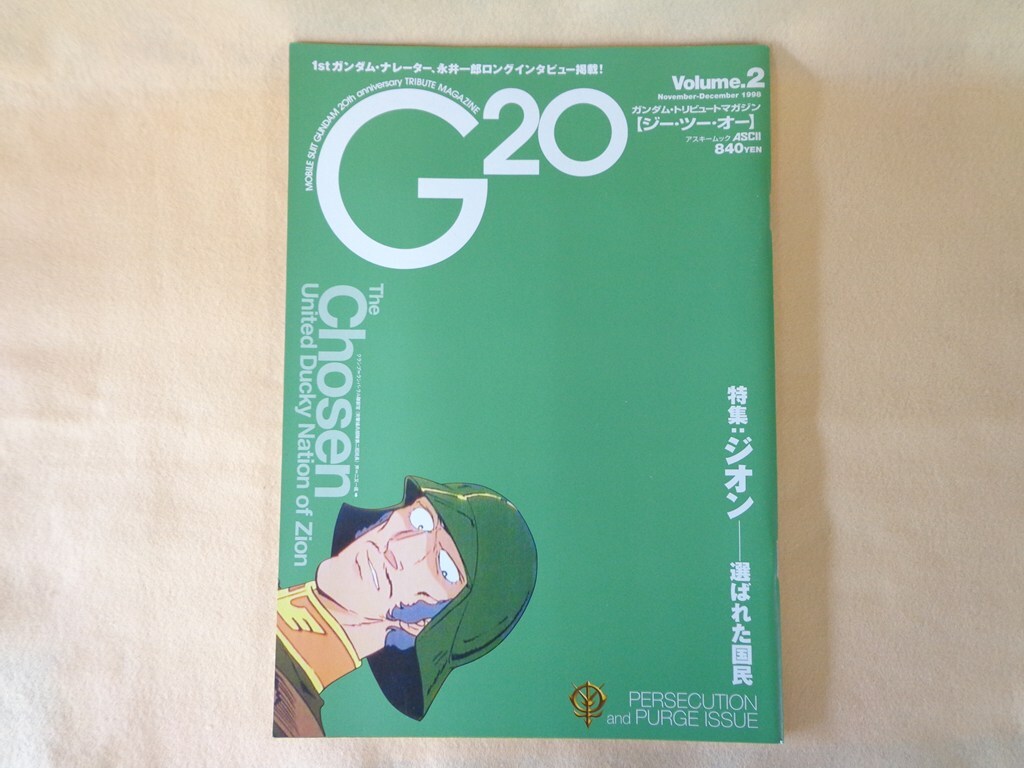 1stガンダム・ナレーター、永井一郎ロングインタビュー掲載!
MOBILE SUIT GUNDAM 20th anniversary TRIBUTE MAGAZINE
G20
Volume.2
November-December 1998
ガンダム・トリビュートマガジン
【ジー・ツー・オー】
アスキームック ASCII
840YEN
The
Chosen
United Ducky Nation of Zion
特集:ジオン——選ばれた国民
PERSECUTION
and PURGE ISSUE